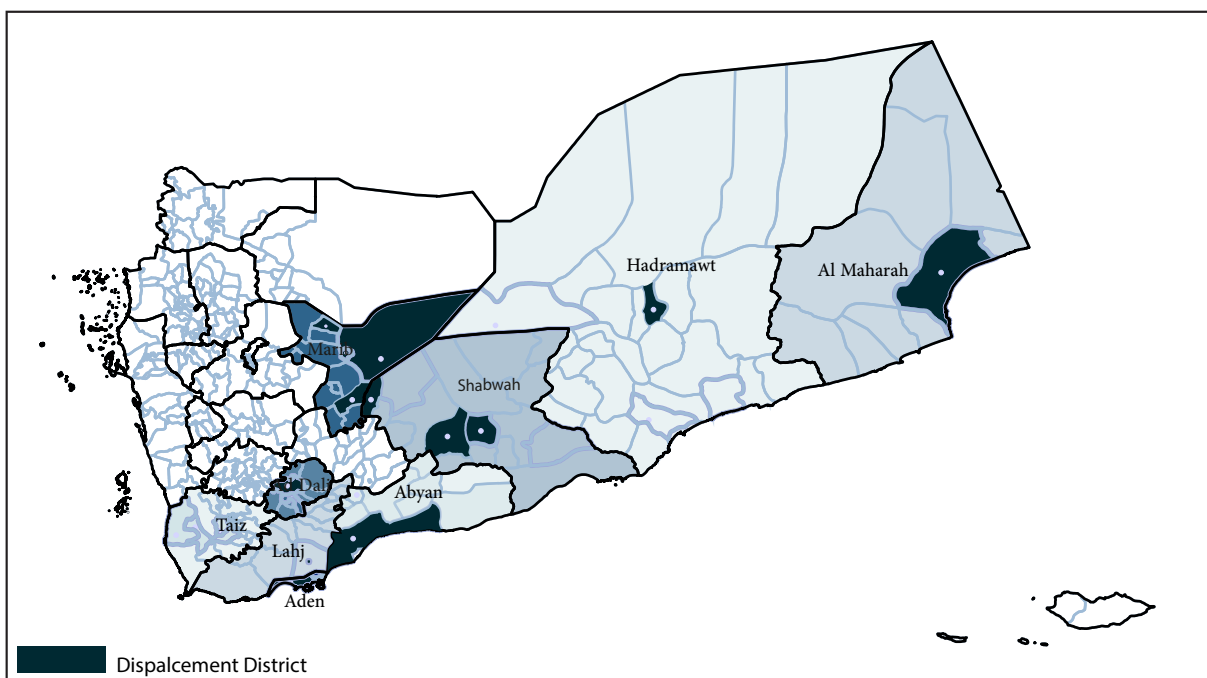 Hadramawt
Al Maharah
Marib
Shabwah
Dali
Abyan
Taiz
Lahj
Aden
Dispalcement District